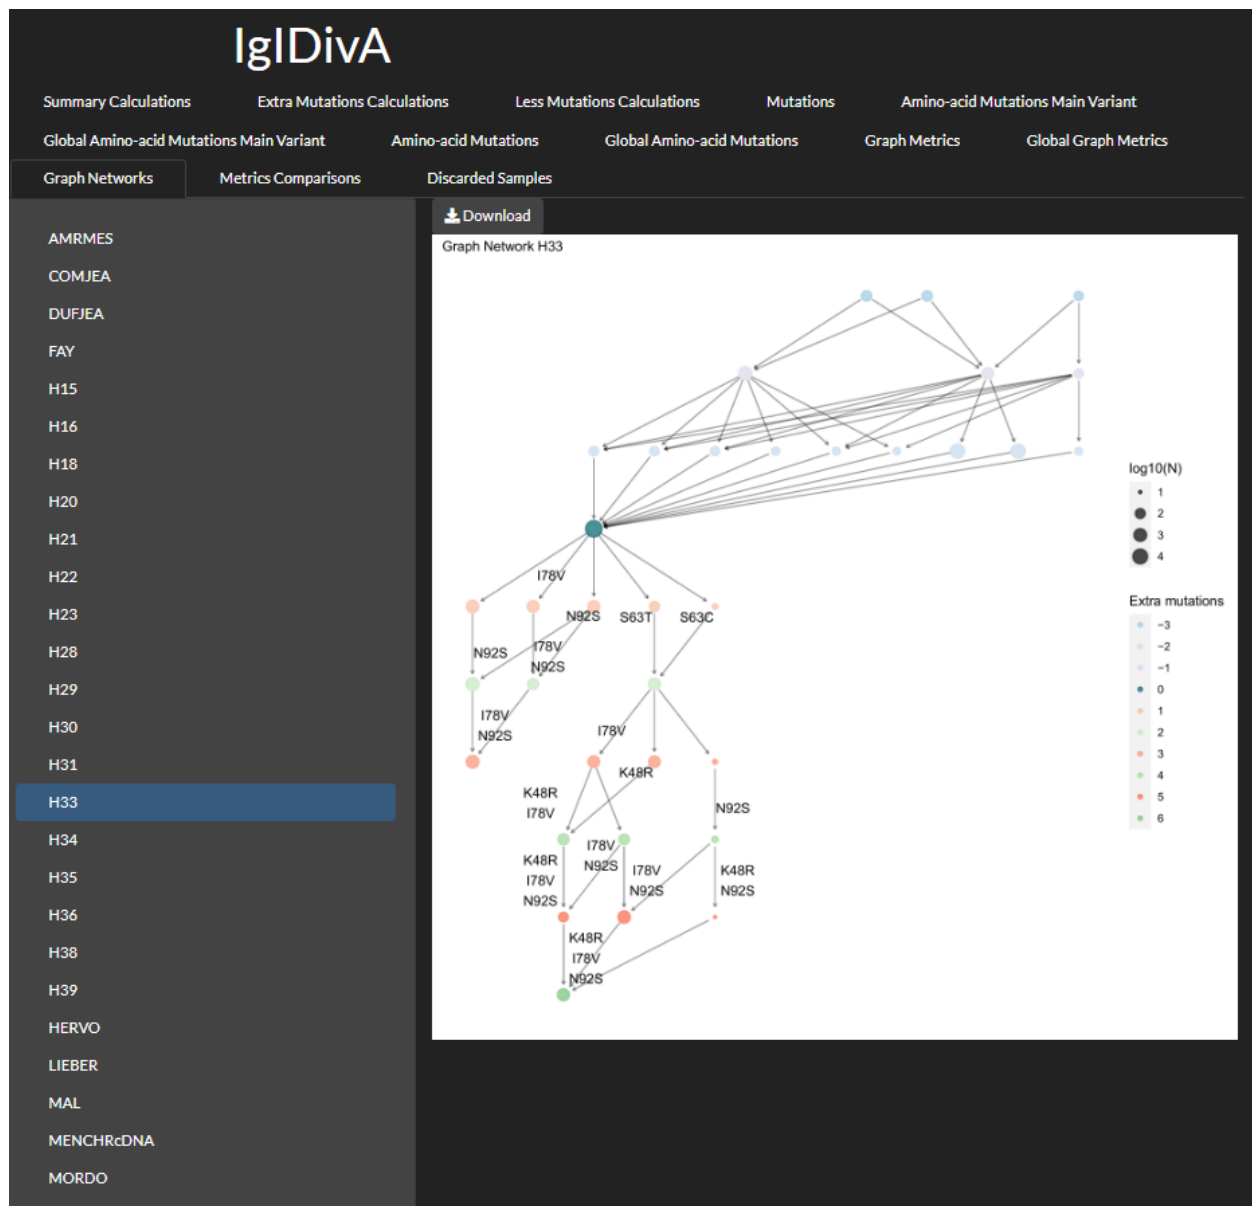 IgIDivA
Summary Calculations Extra Mutations Calculations Less Mutations Calculations Mutations Amino-acid Mutations Main Variant
Global Amino-acid Mutations Main Variant Amino-acid Mutations Global Amino-acid Mutations Graph Metrics Global Graph Metrics
Graph Networks Metrics Comparisons Discarded Samples
AMRMES
COMJEA
DUFJEA
FAY
H15
H16
H18
H20
H21
H22
H23
H28
H29
H30
H31
H33
H34
H35
H36
H38
H39
HERVO
LIEBER
MAL
MENCHRcDNA
MORDO
Download
Graph Network H33
I78V
N92S S63T S63C
N92S I78V
N92S
I78V
N92S
I78V
K48R
K48R
I78V
N92S
I78V
N92S
K48R
I78V
N92S
I78V
N92S
K48R
N92S
K48R
I78V
N92S
log10(N)
1
2
3
4
Extra mutations
−3
−2
−1
0
1
2
3
4
5
6